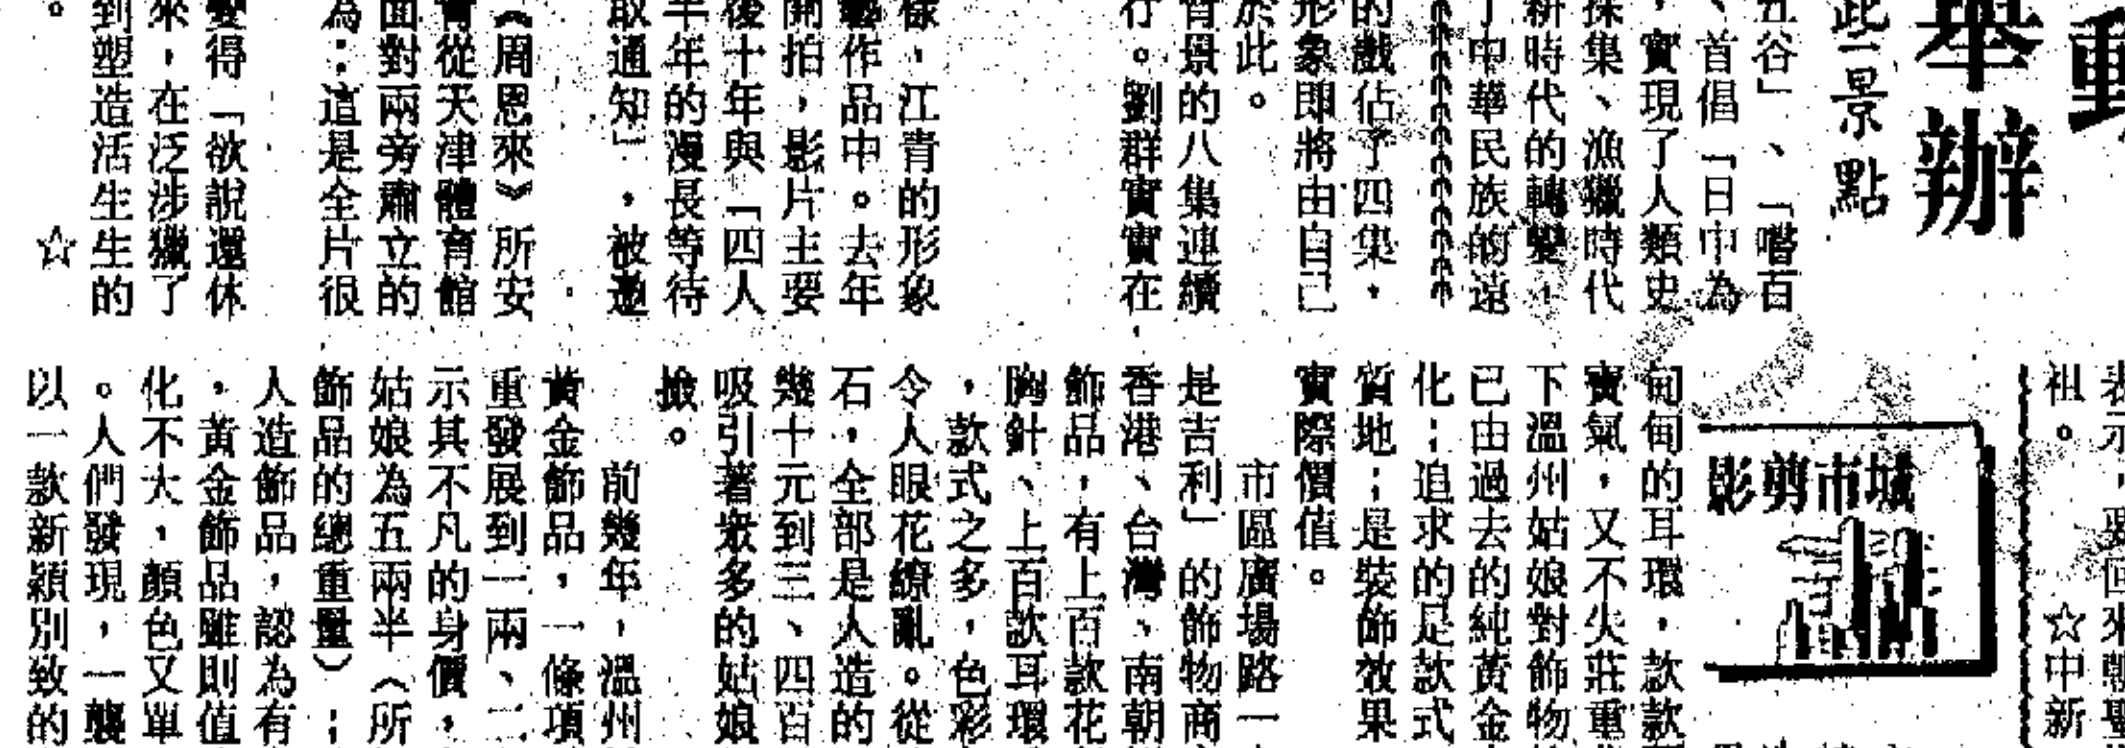 動
舉辦
此一景點
五谷」、「嚐百
、首倡「日中為
，實現了人類史
採集、漁獵時代
耕時代的轉變，
了中華民族的遠
的戲佔了四集，
形象即將由自己
於此。
背景的八集連續
行。劉群實實在
樣，江青的形象
藝作品中。去年
開拍，影片主要
後十年與「四人
半年的漫長等待
取通知」，被邀
《周恩來》所安
青從天津體育館
面對兩旁肅立的
為：這是全片很
變得「欲說還休
來，在泛涉獵了
到塑造活生生的
。☆
表示，要回來朝聖
祖。☆中新
城市剪影
甸甸的耳環，款款
寶氣，又不失莊重
下溫州姑娘對飾物
已由過去的純黃金
化；追求的是款式
質地；是裝飾效果
實際價值。
市區廣場路一
是吉利」的飾物商
香港、台灣、南朝
飾品，有上百款花
胸針、上百款耳環
，款式之多，色彩
令人眼花繚亂。從
石，全部是人造的
幾十元到三、四百
吸引著眾多的姑娘
撿。
前幾年，溫州
黃金飾品，一條項
重發展到一兩、二
示其不凡的身價，
姑娘為五兩半（所
飾品的總重量）；
人造飾品，認為有
，黃金飾品雖則值
化不大，顏色又單
。人們發現，一襲
以一款新穎別致的